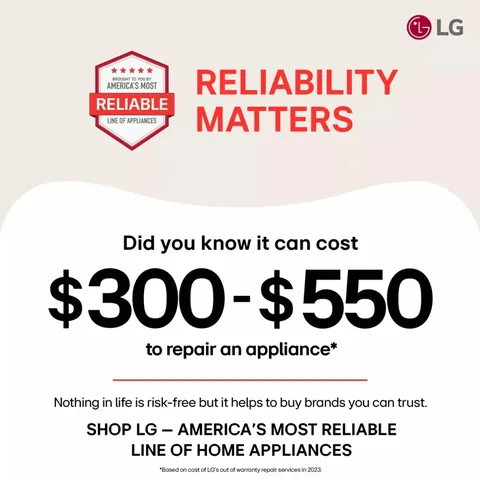 LG
BROUGHT TO YOU BY
AMERICA'S MOST
RELIABLE
LINE OF APPLIANCES
RELIABILITY
MATTERS
Did you know it can cost
$300-$550
to repair an appliance*
Nothing in life is risk-free but it helps to buy brands you can trust.
SHOP LG – AMERICA'S MOST RELIABLE
LINE OF HOME APPLIANCES
*Based on cost of LG's out of warranty repair services in 2023.